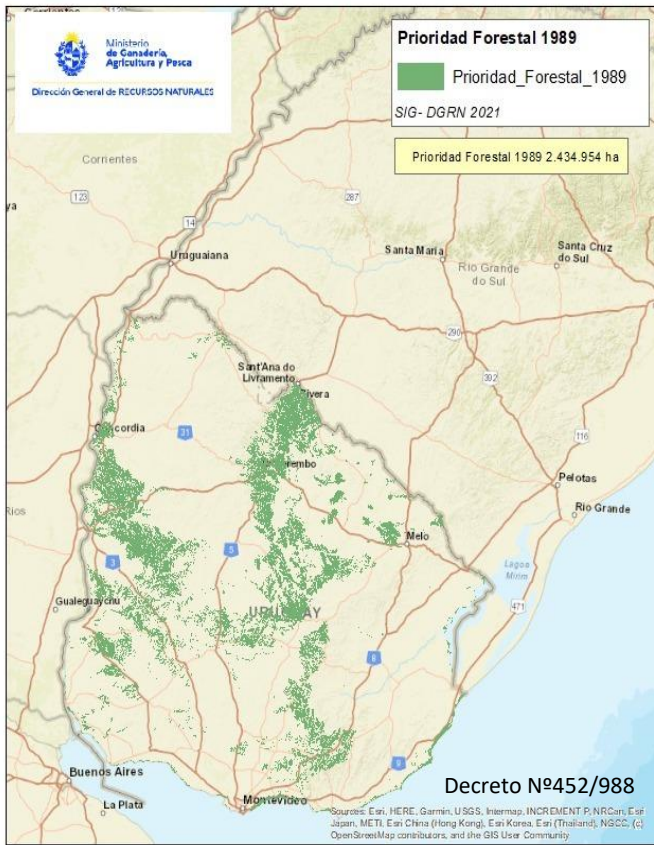 Ministerio
de Ganadería,
Agricultura y Pesca
Dirección General de RECURSOS NATURALES
Prioridad Forestal 1989
Prioridad_Forestal_1989
SIG- DGRN 2021
Prioridad Forestal 1989 2.434.954 ha
Corrientes
Corrientes
123
14
287
Uruguaiana
Santa Maria
Santa Cruz
do Sul
Rio Grande
do Sul
290
392
Sant'Ana do
Livramento
Rivera
116
Concordia
31
Pelotas
Rio Grande
Melo
Lagoa
Mirim
3
5
471
Gualeguaychu
URUGUAY
8
9
Buenos Aires
La Plata
Montevideo
Decreto Nº452/988
Sources: Esri, HERE, Garmin, USGS, Intermap, INCREMENT P, NRCan, Esri
Japan, METI, Esri China (Hong Kong), Esri Korea, Esri (Thailand), NGCC, (c)
OpenStreetMap contributors, and the GIS User Community